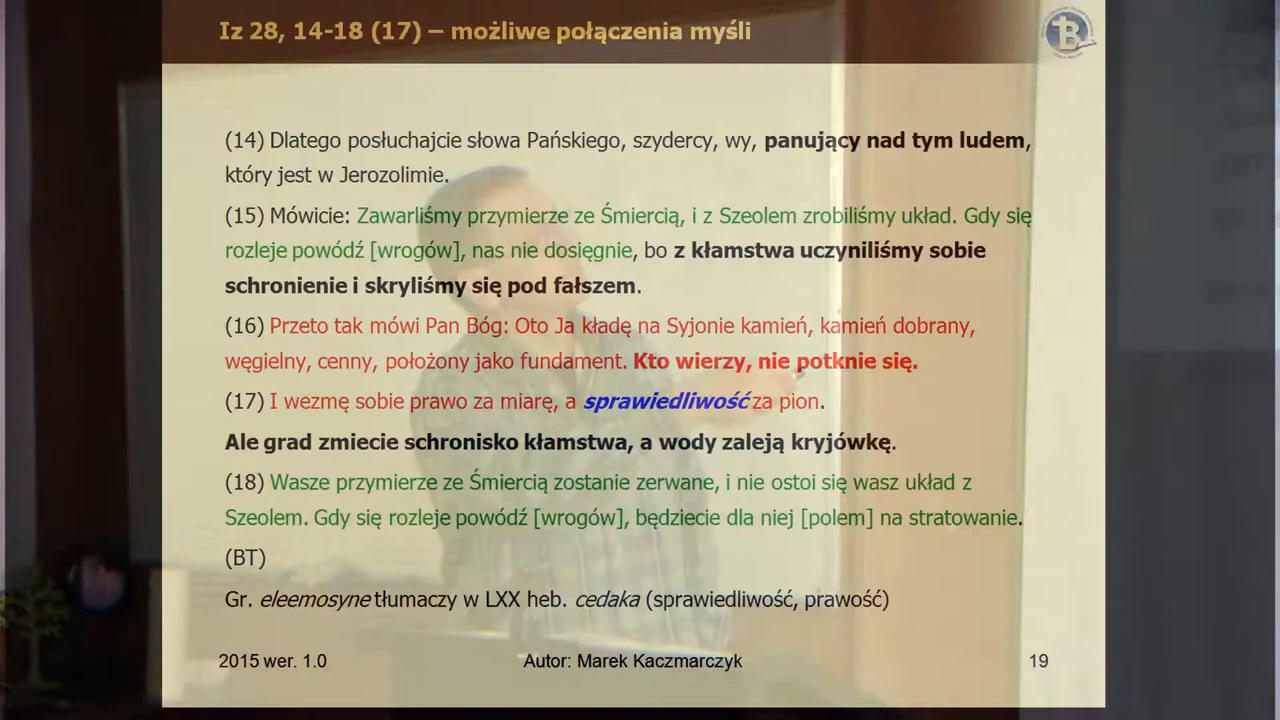 Iz 28, 14-18 (17) – możliwe połączenia myśli
(14) Dlatego posłuchajcie słowa Pańskiego, szydercy, wy, panujący nad tym ludem,
który jest w Jerozolimie.
(15) Mówicie: Zawarliśmy przymierze ze Śmiercią, i z Szeolem zrobiliśmy układ. Gdy się
rozleje powódź [wrogów], nas nie dosięgnie, bo z kłamstwa uczyniliśmy sobie
schronienie i skryliśmy się pod fałszem.
(16) Przeto tak mówi Pan Bóg: Oto Ja kładę na Syjonie kamień, kamień dobrany,
węgielny, cenny, położony jako fundament. Kto wierzy, nie potknie się.
(17) I wezmę sobie prawo za miarę, a sprawiedliwość za pion.
Ale grad zmiecie schronisko kłamstwa, a wody zaleją kryjówkę.
(18) Wasze przymierze ze Śmiercią zostanie zerwane, i nie ostoi się wasz układ z
Szeolem. Gdy się rozleje powódź [wrogów], będziecie dla niej [polem] na stratowanie.
(BT)
Gr. eleemosyne tłumaczy w LXX heb. cedaka (sprawiedliwość, prawość)
2015 wer. 1.0
Autor: Marek Kaczmarczyk
19